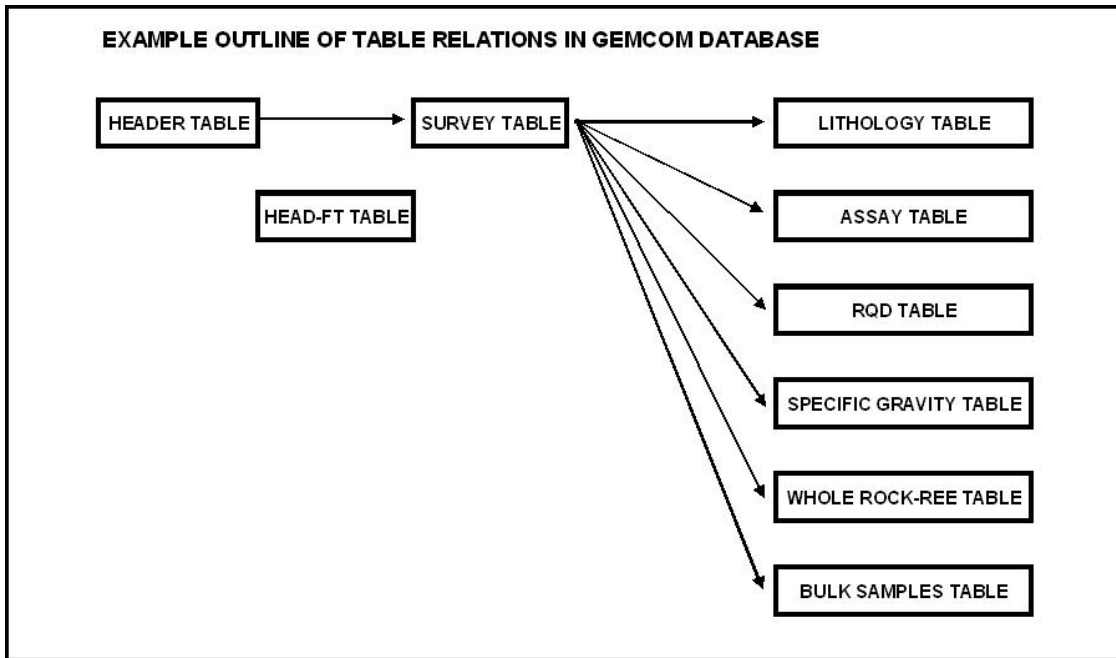 EXAMPLE OUTLINE OF TABLE RELATIONS IN GEMCOM DATABASE
HEADER TABLE
SURVEY TABLE
LITHOLOGY TABLE
HEAD-FT TABLE
ASSAY TABLE
RQD TABLE
SPECIFIC GRAVITY TABLE
WHOLE ROCK-REE TABLE
BULK SAMPLES TABLE